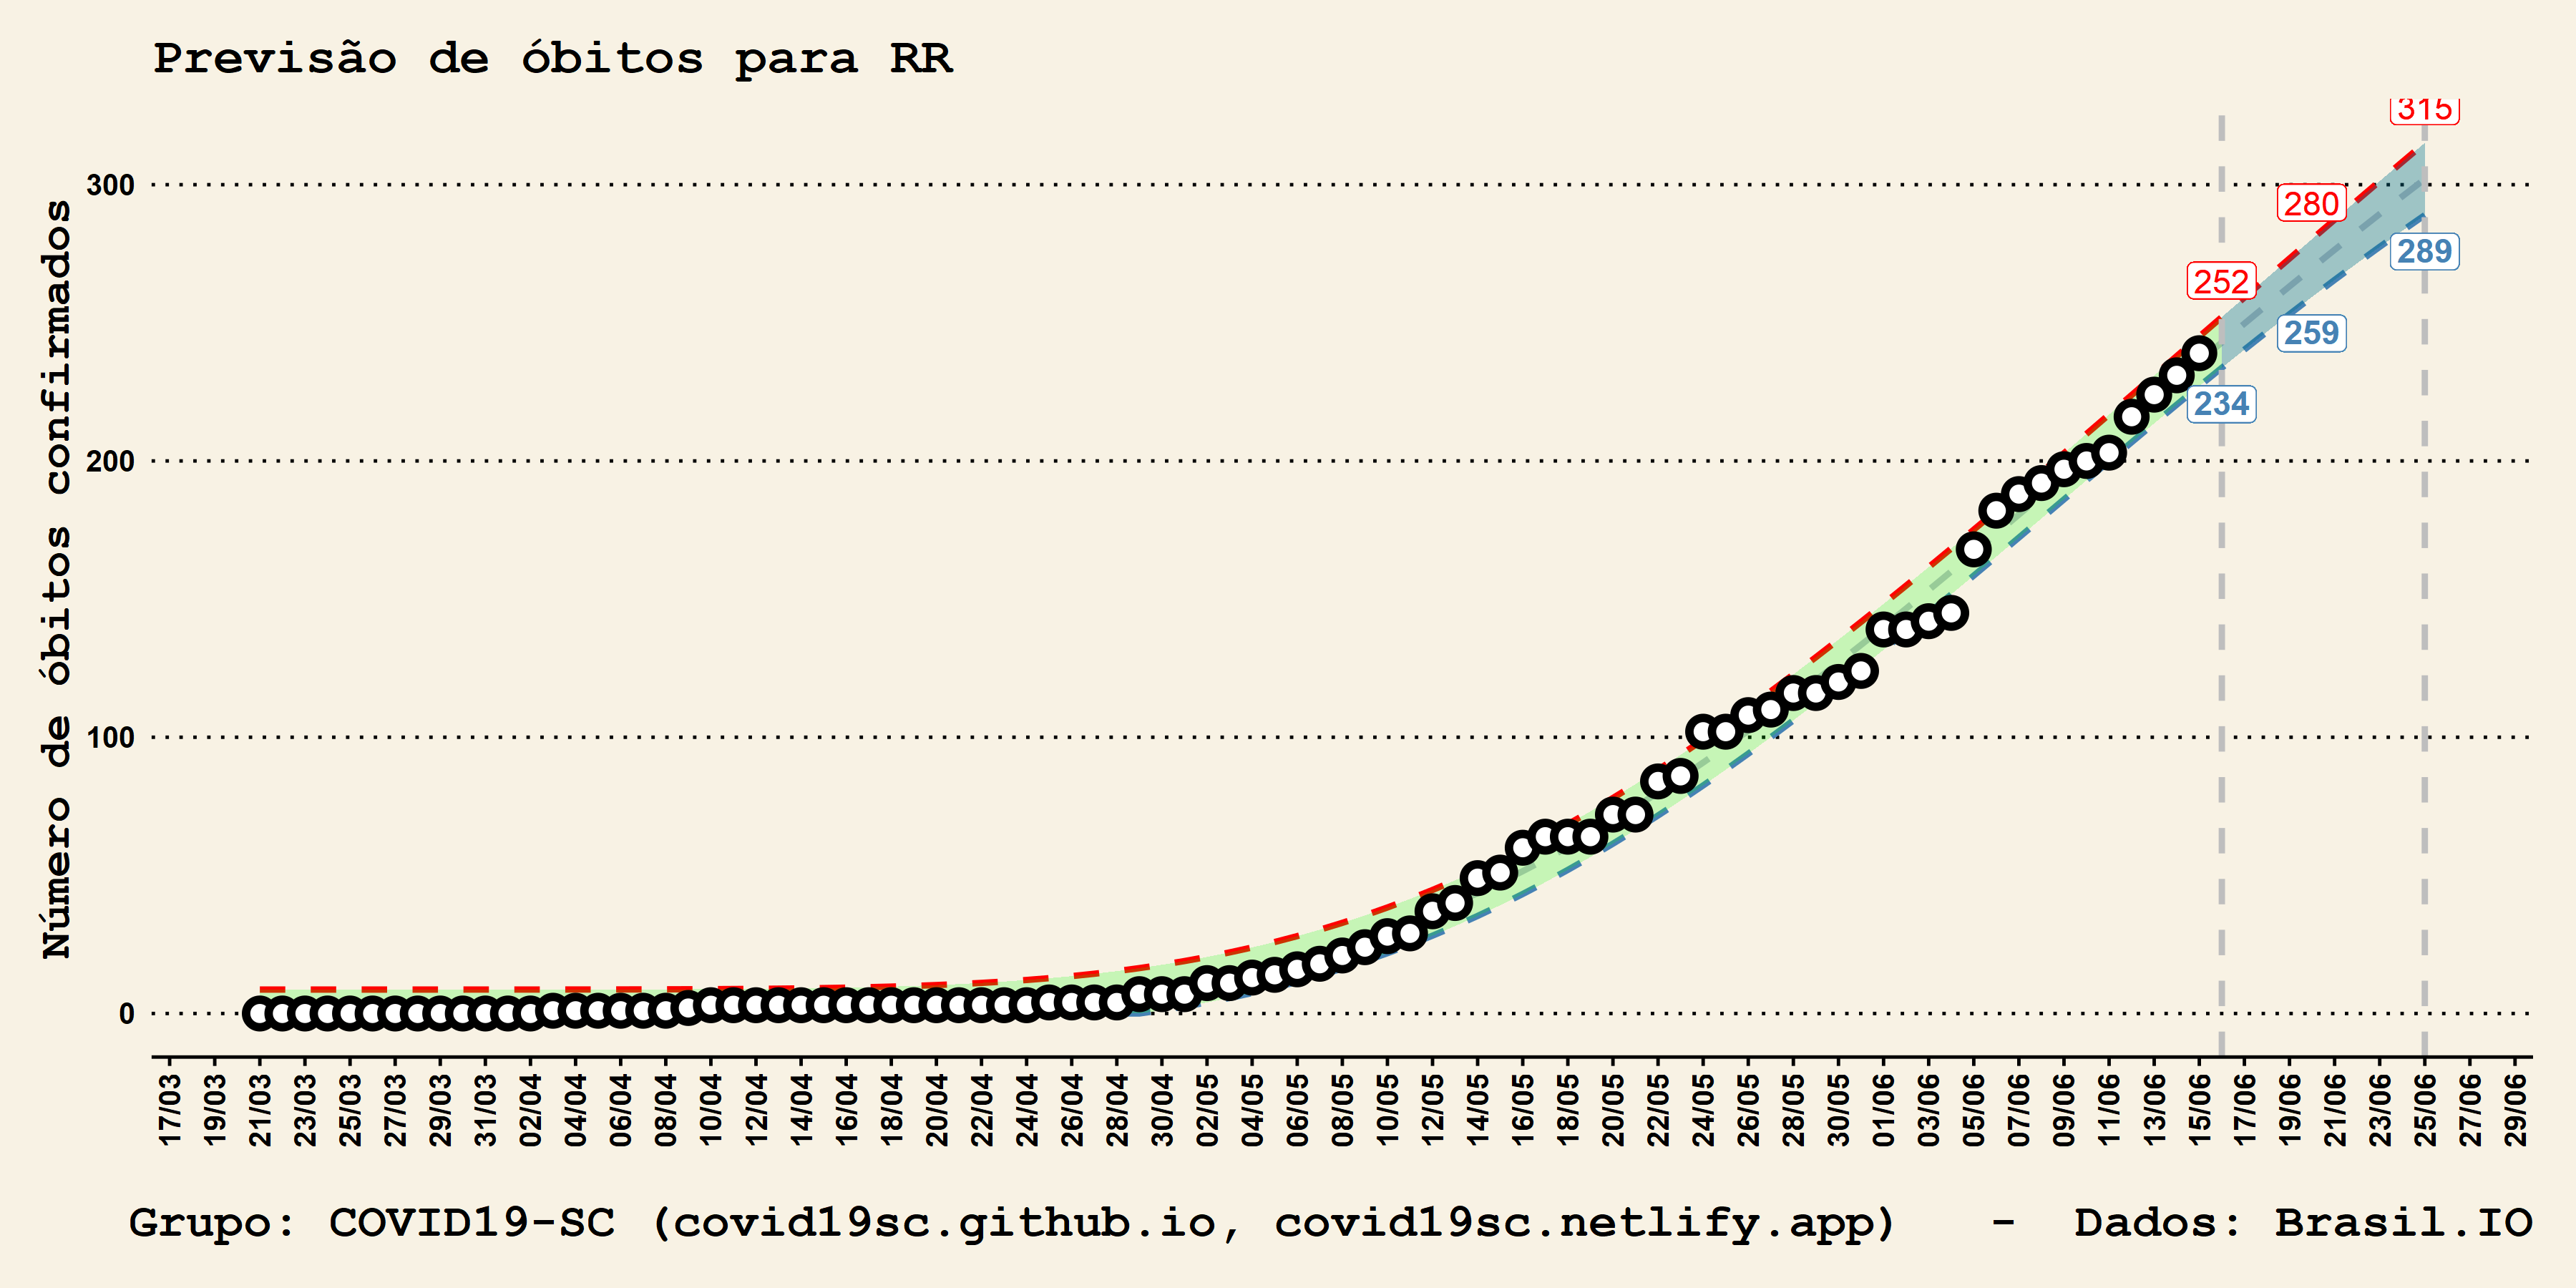 Previsão de óbitos para RR
Número de óbitos confirmados
300
200
100
0
315
280
252
289
259
234
17/03 19/03 21/03 23/03 25/03 27/03 29/03 31/03 02/04 04/04 06/04 08/04 10/04 12/04 14/04 16/04 18/04 20/04 22/04 24/04 26/04 28/04 30/04 02/05 04/05 06/05 08/05 10/05 12/05 14/05 16/05 18/05 20/05 22/05 24/05 26/05 28/05 30/05 01/06 03/06 05/06 07/06 09/06 11/06 13/06 15/06 17/06 19/06 21/06 23/06 25/06 27/06 29/06
Grupo: COVID19-SC (covid19sc.github.io, covid19sc.netlify.app) - Dados: Brasil.IO